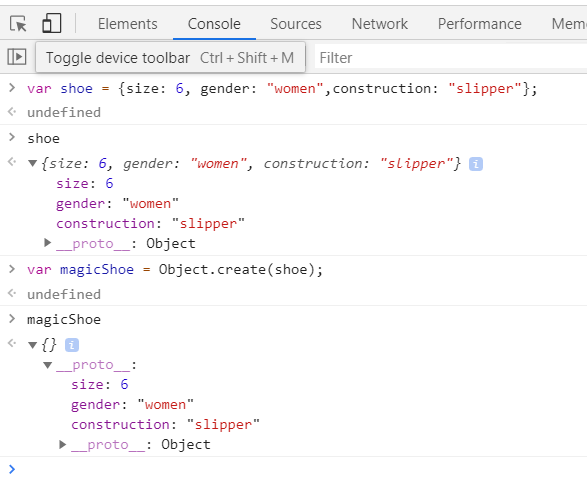 Elements Console Sources Network Performance Mem
Toggle device toolbar Ctrl + Shift + M Filter
> var shoe = {size: 6, gender: "women",construction: "slipper"};
undefined
> shoe
{size: 6, gender: "women", construction: "slipper"} i
size: 6
gender: "women"
construction: "slipper"
__proto__: Object
> var magicShoe = Object.create(shoe);
undefined
> magicShoe
{} i
__proto__:
size: 6
gender: "women"
construction: "slipper"
__proto__: Object
>